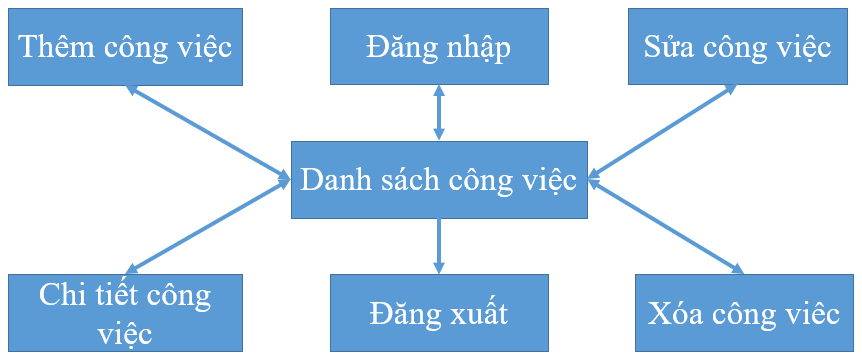 Thêm công việc
Đăng nhập
Sửa công việc
Danh sách công việc
Chi tiết công
việc
Đăng xuất
Xóa công viêc